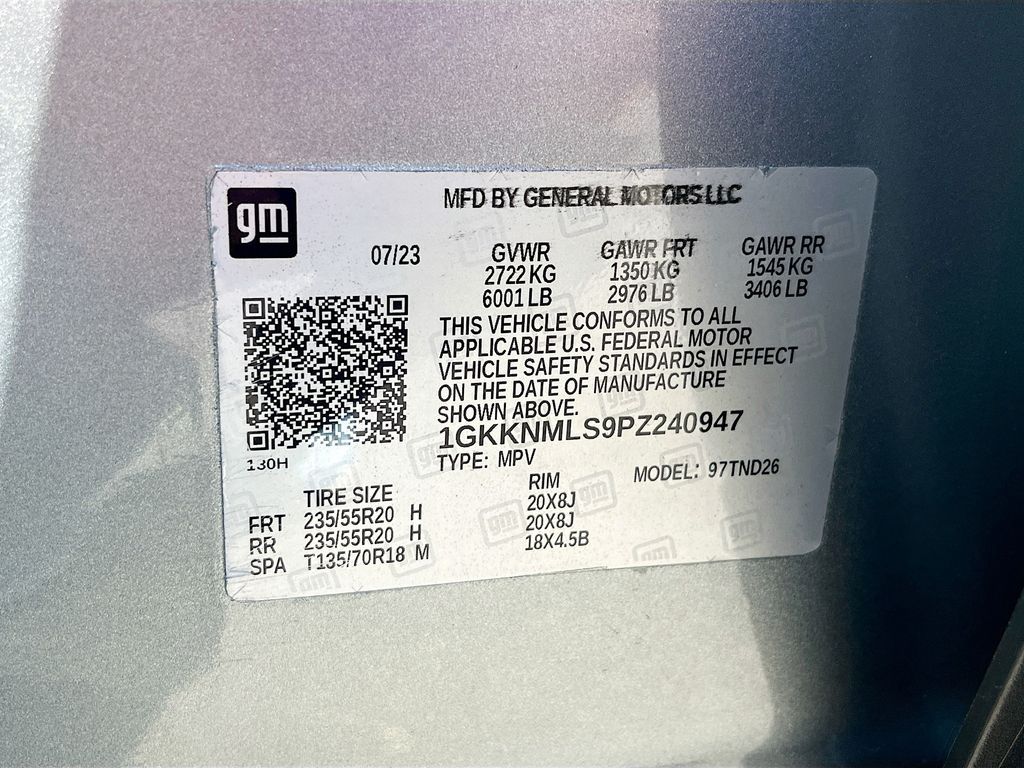 gm
MFD BY GENERAL MOTORS LLC
07/23
GVWR GAWR FRT GAWR RR
2722 KG 1350 KG 1545 KG
6001 LB 2976 LB 3406 LB
THIS VEHICLE CONFORMS TO ALL
APPLICABLE U.S. FEDERAL MOTOR
VEHICLE SAFETY STANDARDS IN EFFECT
ON THE DATE OF MANUFACTURE
SHOWN ABOVE.
1GKKNMLS9PZ240947
130H
TYPE: MPV MODEL: 97TND26
TIRE SIZE RIM
FRT 235/55R20 H 20X8J
RR 235/55R20 H 20X8J
SPA T135/70R18 M 18X4.5B